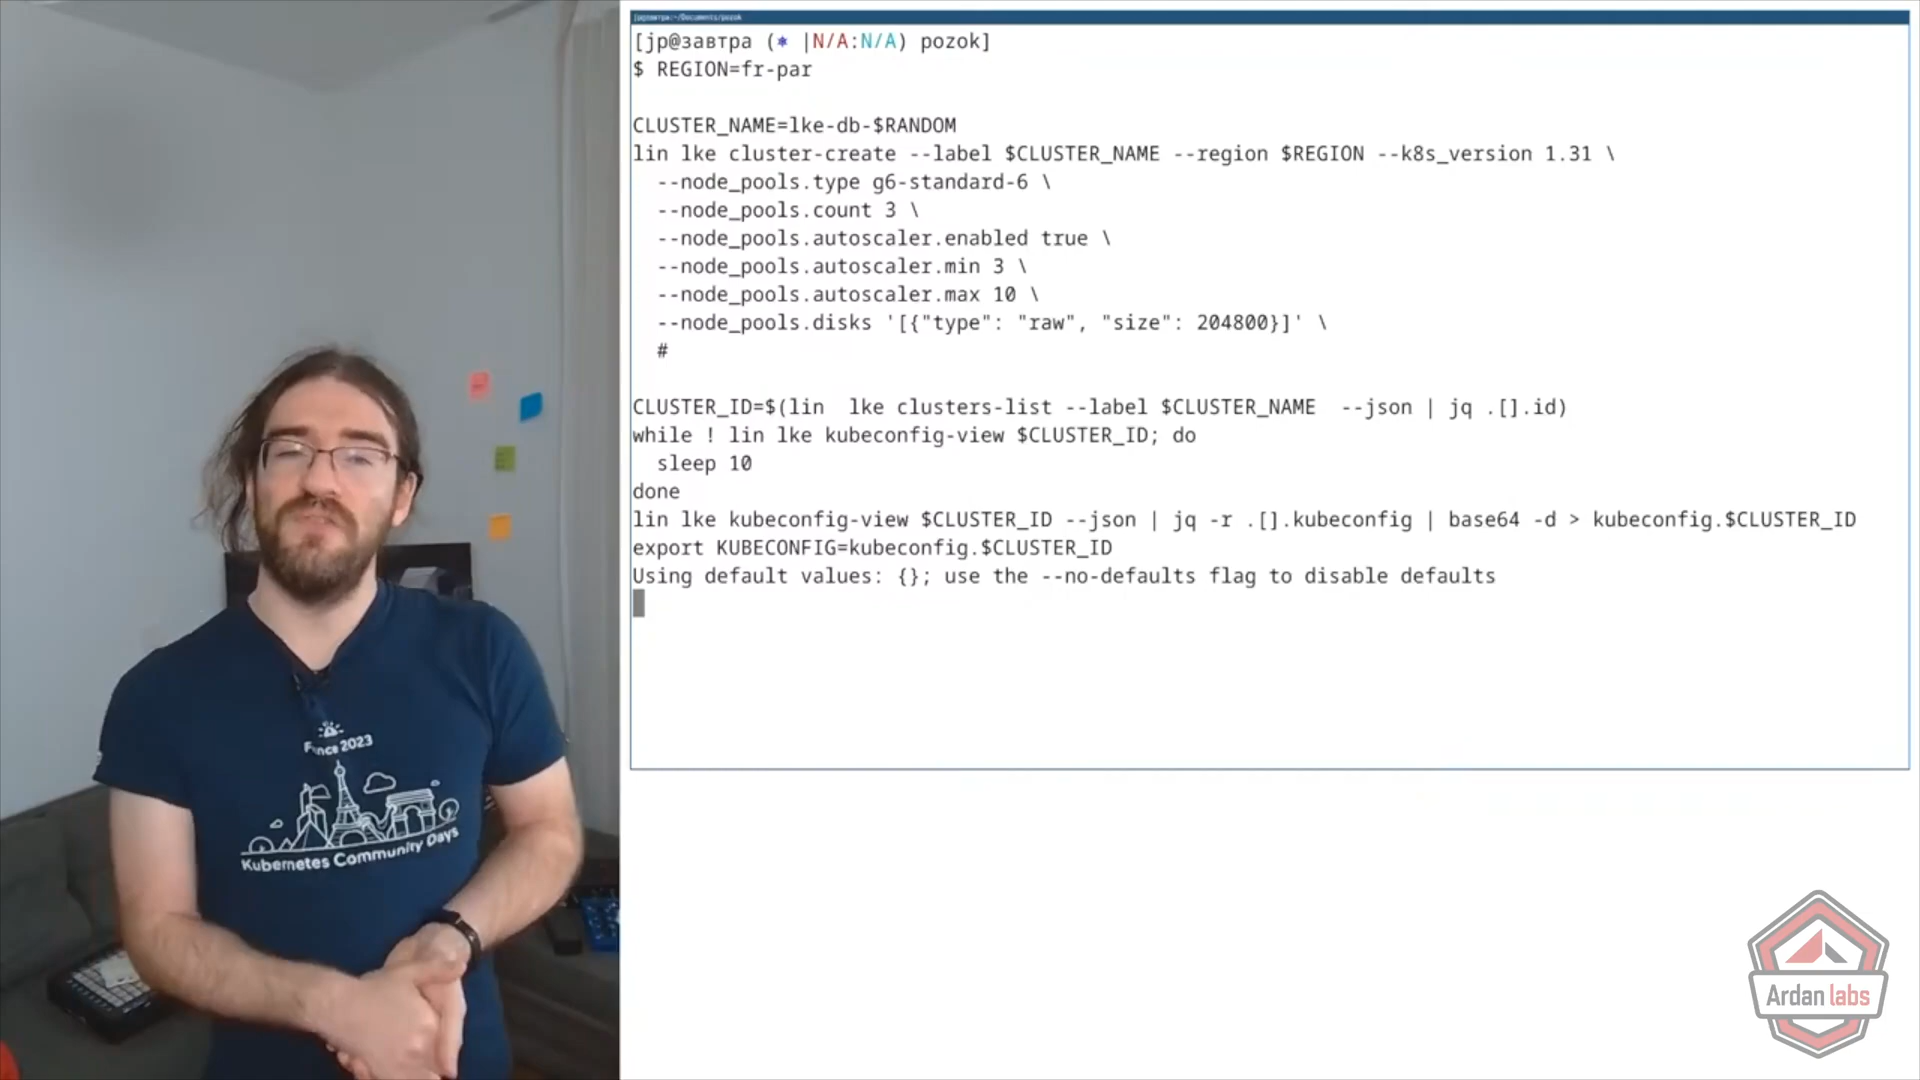 jp@завтра:~/Documents/pozok
[jp@завтра (* |N/A:N/A) pozok]
$ REGION=fr-par
CLUSTER_NAME=lke-db-$RANDOM
lin lke cluster-create --label $CLUSTER_NAME --region $REGION --k8s_version 1.31 \
--node_pools.type g6-standard-6 \
--node_pools.count 3 \
--node_pools.autoscaler.enabled true \
--node_pools.autoscaler.min 3 \
--node_pools.autoscaler.max 10 \
--node_pools.disks '[{"type": "raw", "size": 204800}]' \
#
CLUSTER_ID=$(lin  lke clusters-list --label $CLUSTER_NAME  --json | jq .[].id)
while ! lin lke kubeconfig-view $CLUSTER_ID; do
sleep 10
done
lin lke kubeconfig-view $CLUSTER_ID --json | jq -r .[].kubeconfig | base64 -d > kubeconfig.$CLUSTER_ID
export KUBECONFIG=kubeconfig.$CLUSTER_ID
Using default values: {}; use the --no-defaults flag to disable defaults
France 2023
Kubernetes Community Days
Ardan labs